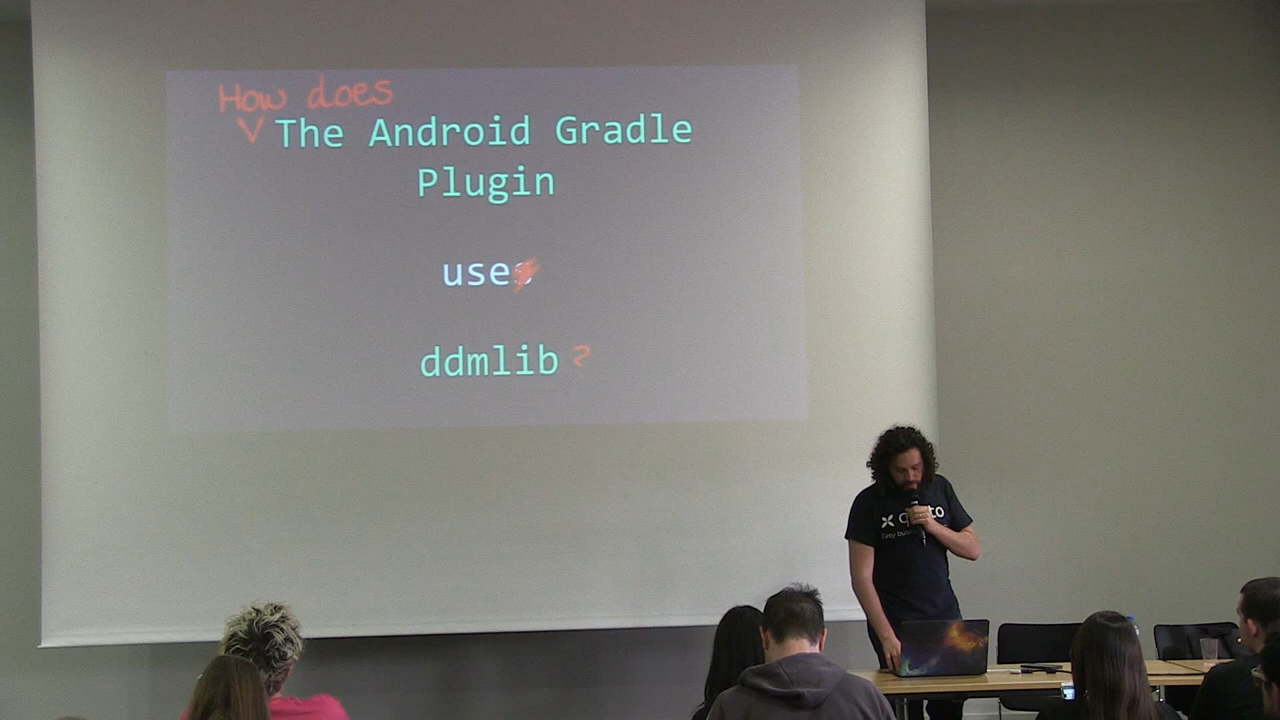 How does
V The Android Gradle
Plugin
use
ddmlib ?